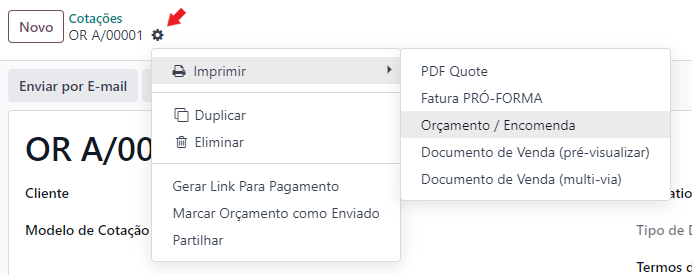 Novo
Cotações
OR A/00001
Enviar por E-mail
Imprimir
PDF Quote
Fatura PRÓ-FORMA
Orçamento / Encomenda
Documento de Venda (pré-visualizar)
Documento de Venda (multi-via)
Duplicar
Eliminar
Gerar Link Para Pagamento
Marcar Orçamento como Enviado
Partilhar
OR A/00
Cliente
Modelo de Cotação
Tipo de
Termos d